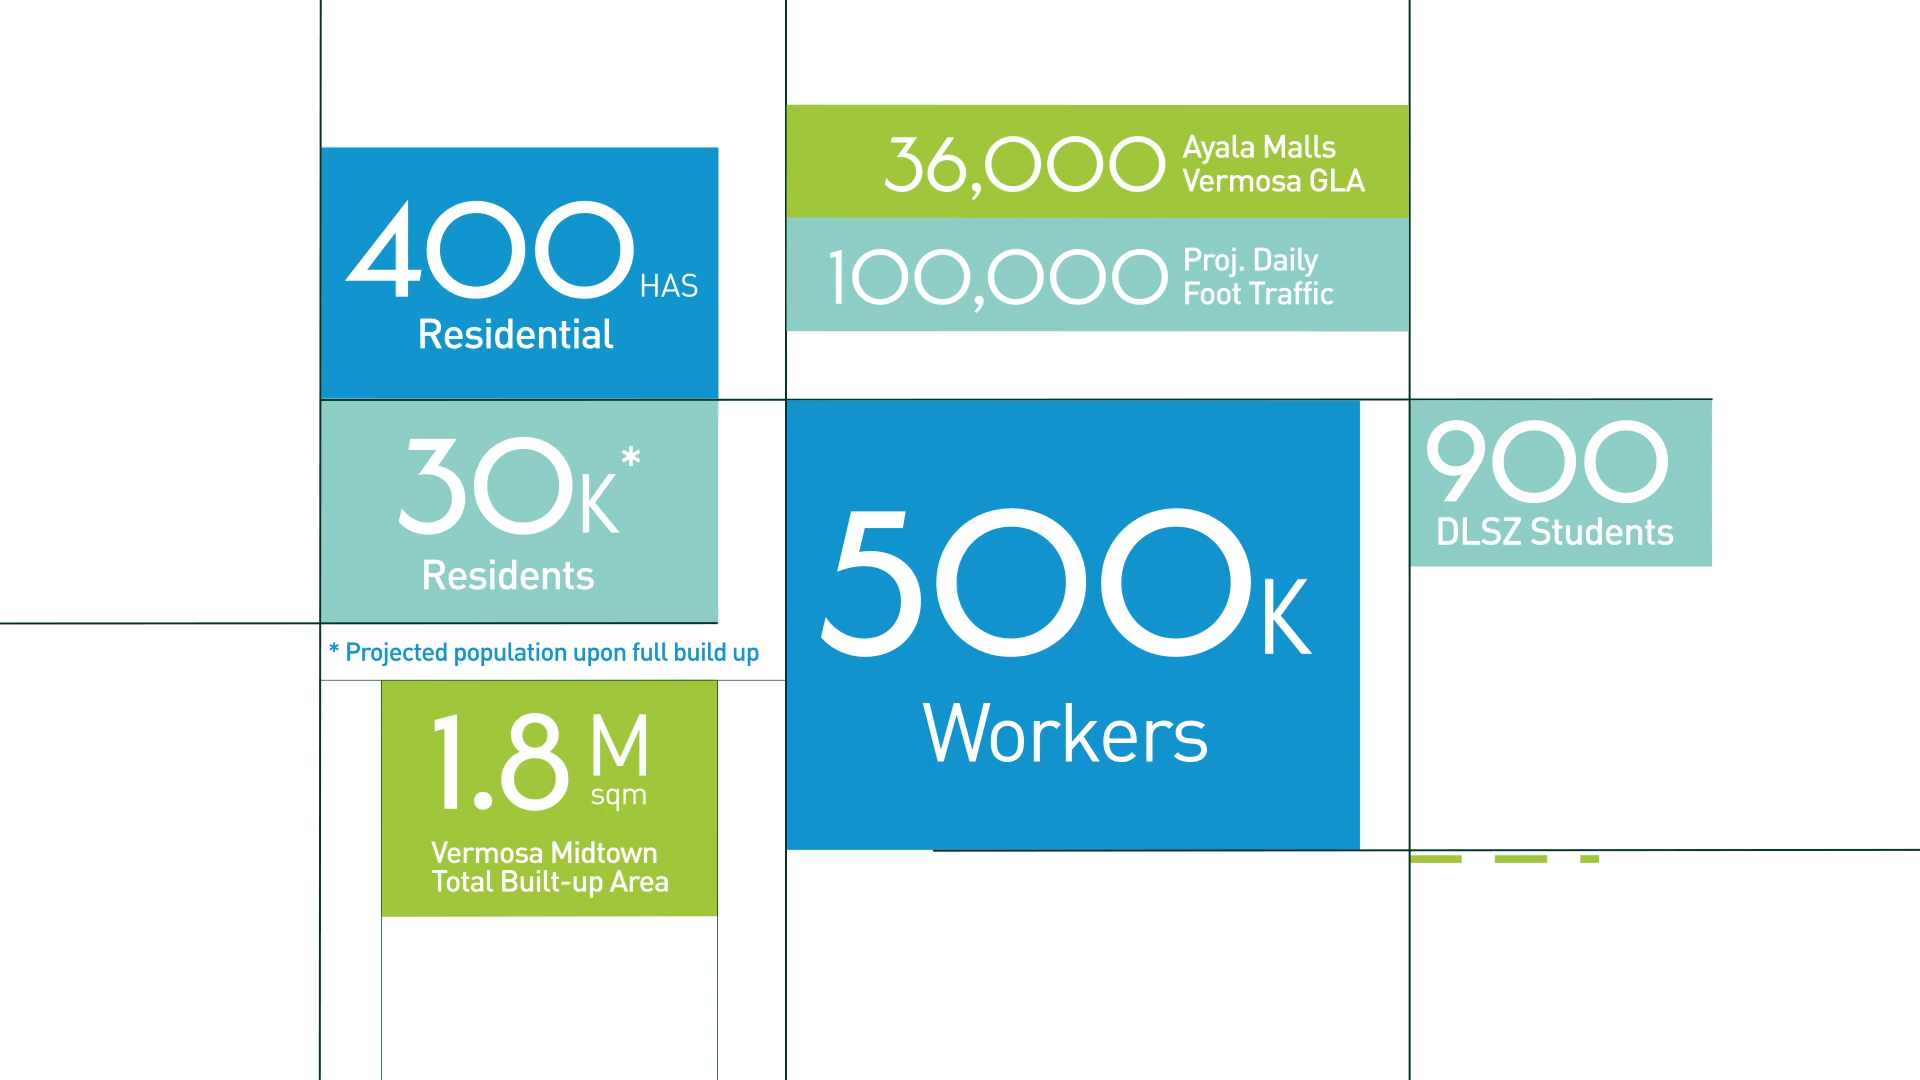 400 HAS
Residential
30K*
Residents
* Projected population upon full build up
1.8 M
sqm
Vermosa Midtown
Total Built-up Area
36,000 Ayala Malls
Vermosa GLA
100,000 Proj. Daily
Foot Traffic
500K
Workers
900
DLSZ Students